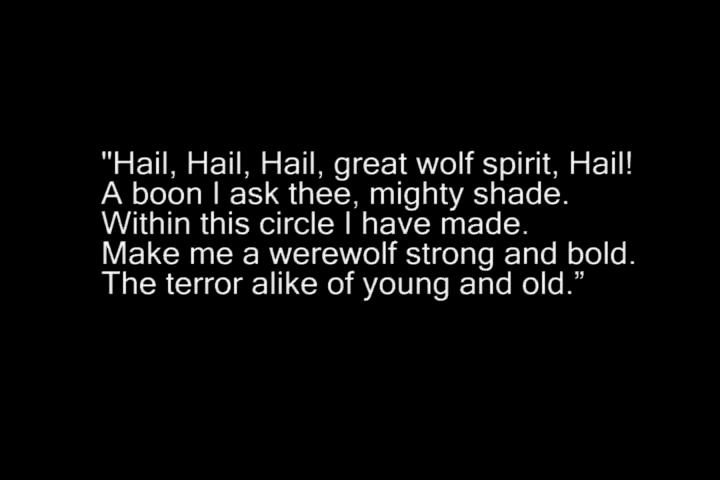 "Hail, Hail, Hail, great wolf spirit, Hail!
A boon I ask thee, mighty shade.
Within this circle I have made.
Make me a werewolf strong and bold.
The terror alike of young and old.”